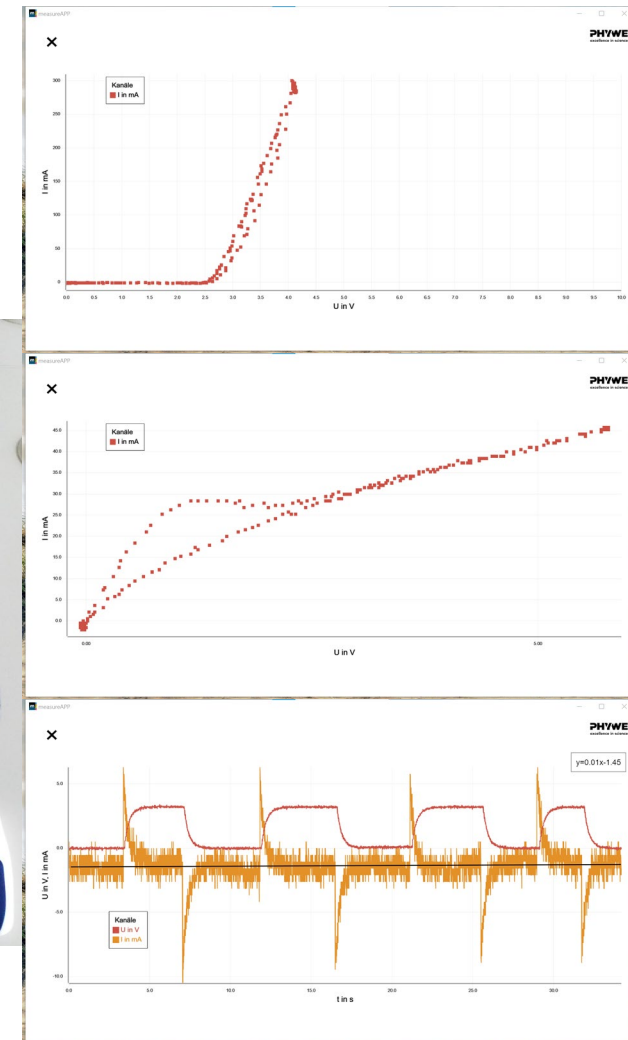 measureAPP
PHYWE
excellence in science
Kanäle
I in mA
300
250
200
150
100
50
0
I in mA
0.0 0.5 1.0 1.5 2.0 2.5 3.0 3.5 4.0 4.5 5.0 5.5 6.0 6.5 7.0 7.5 8.0 8.5 9.0 9.5 10.0
U in V
measureAPP
PHYWE
excellence in science
Kanäle
I in mA
45.0
40.0
35.0
30.0
25.0
20.0
15.0
10.0
5.0
0.0
I in mA
0.00 5.00
U in V
measureAPP
PHYWE
excellence in science
y=0.01x-1.45
5.0
0.0
-5.0
-10.0
U in V, I in mA
Kanäle
U in V
I in mA
0.0 5.0 10.0 15.0 20.0 25.0 30.0
t in s